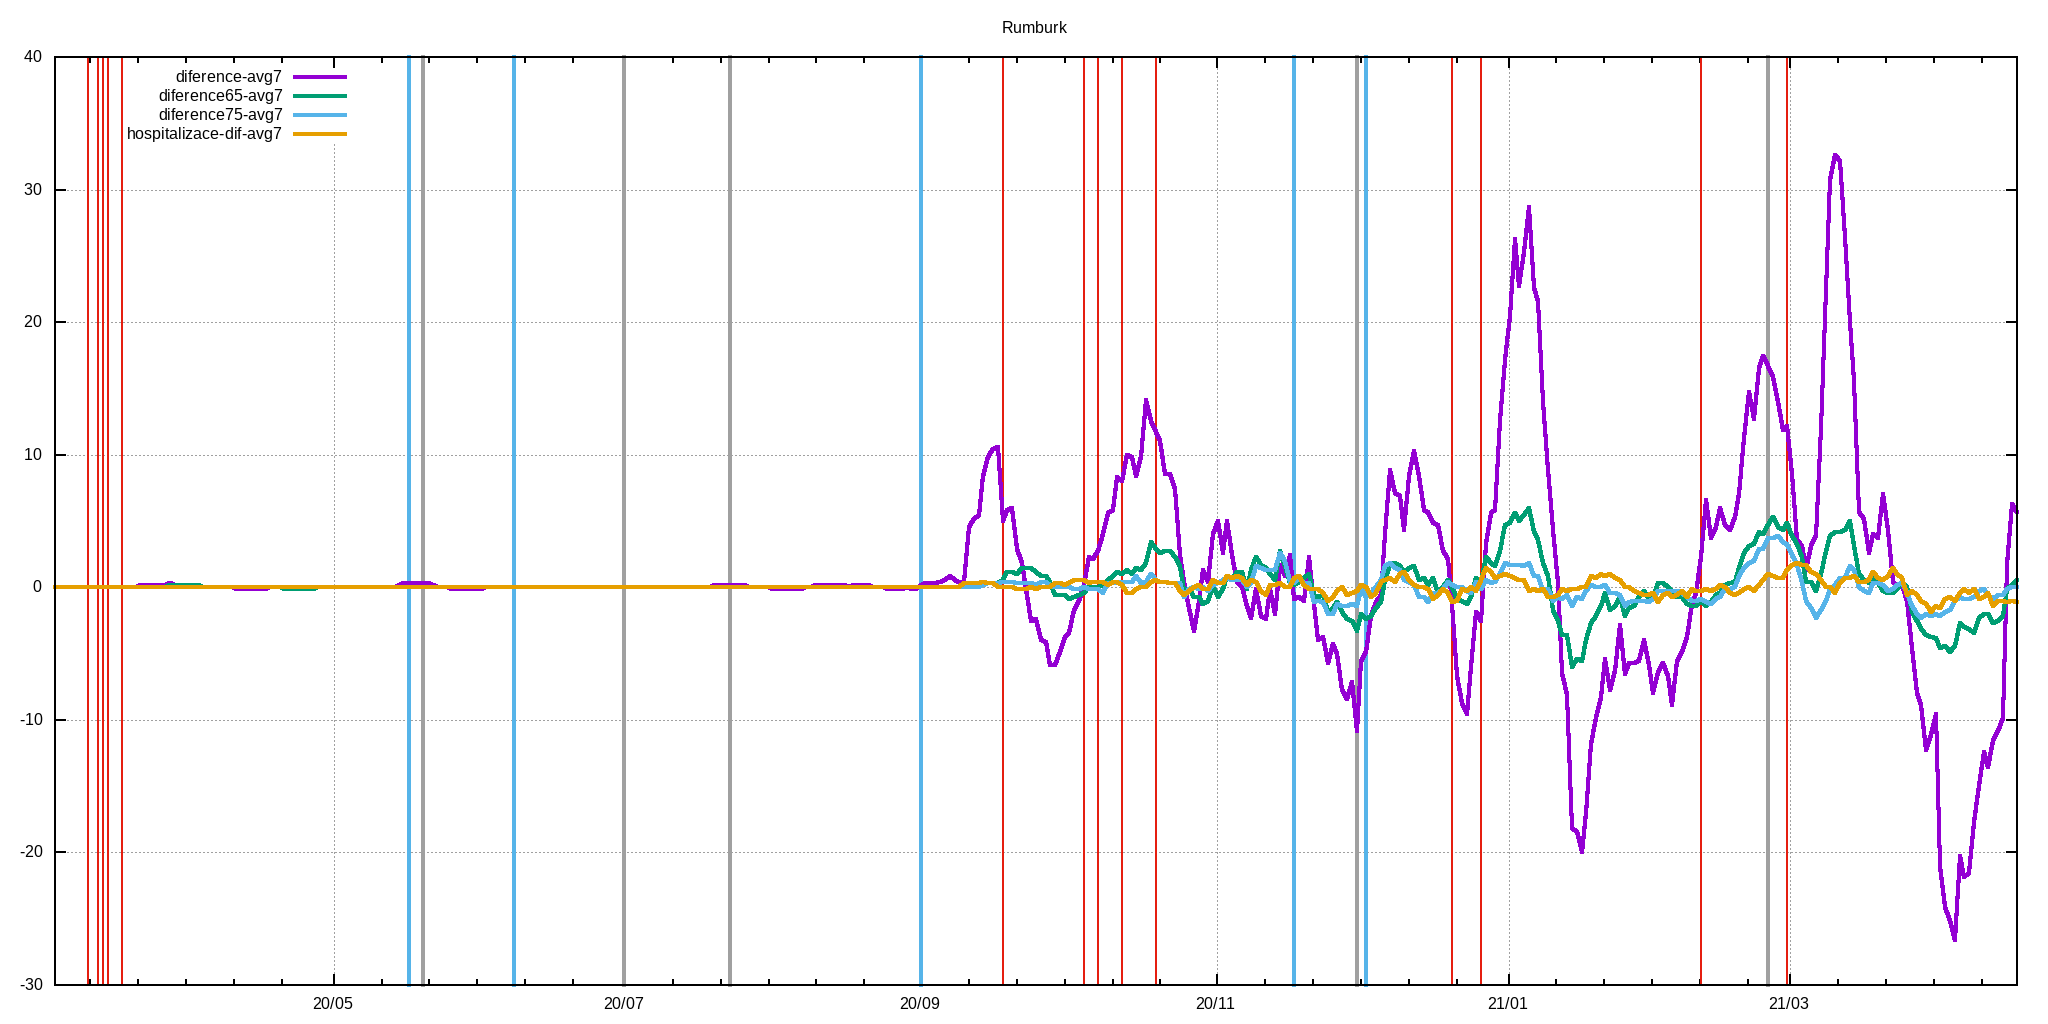 Rumburk
40
diference-avg7
diference65-avg7
diference75-avg7
hospitalizace-dif-avg7
30
20
10
0
-10
-20
-30
20/05 20/07 20/09 20/11 21/01 21/03